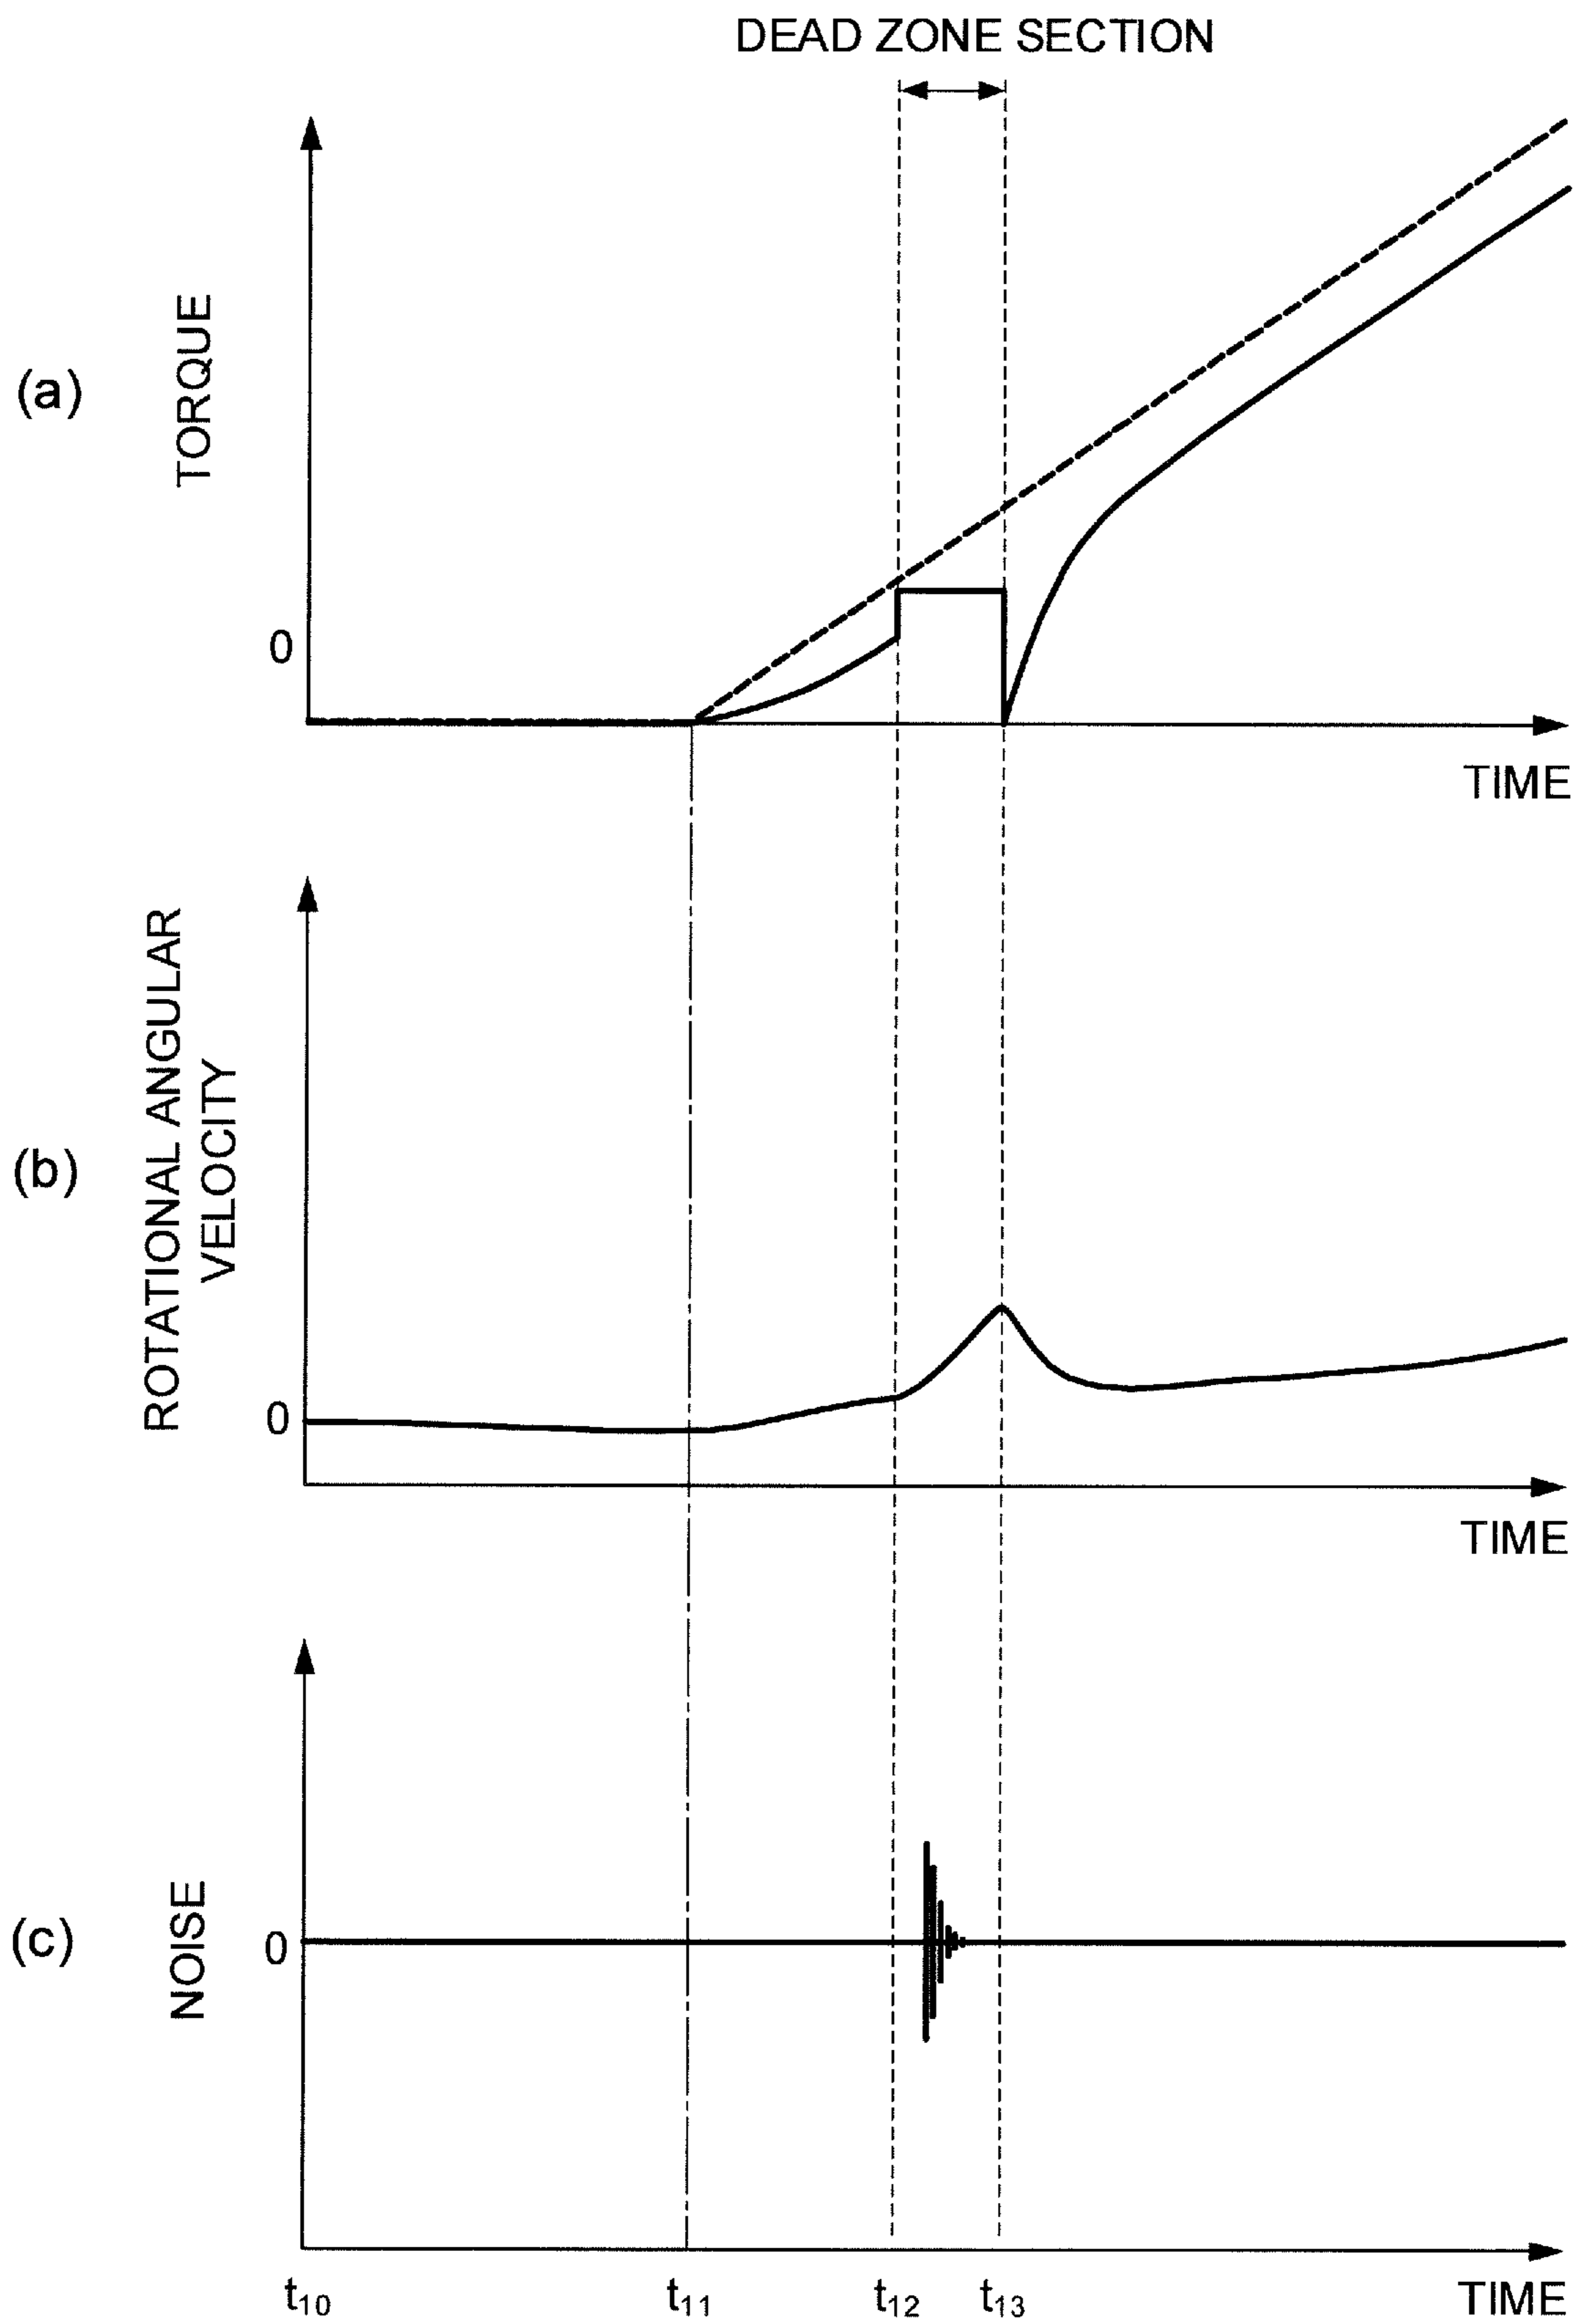 DEAD ZONE SECTION
(a)
TORQUE
0
TIME
(b)
ROTATIONAL ANGULAR
VELOCITY
0
TIME
(c)
NOISE
0
t10
t11
t12
t13
TIME